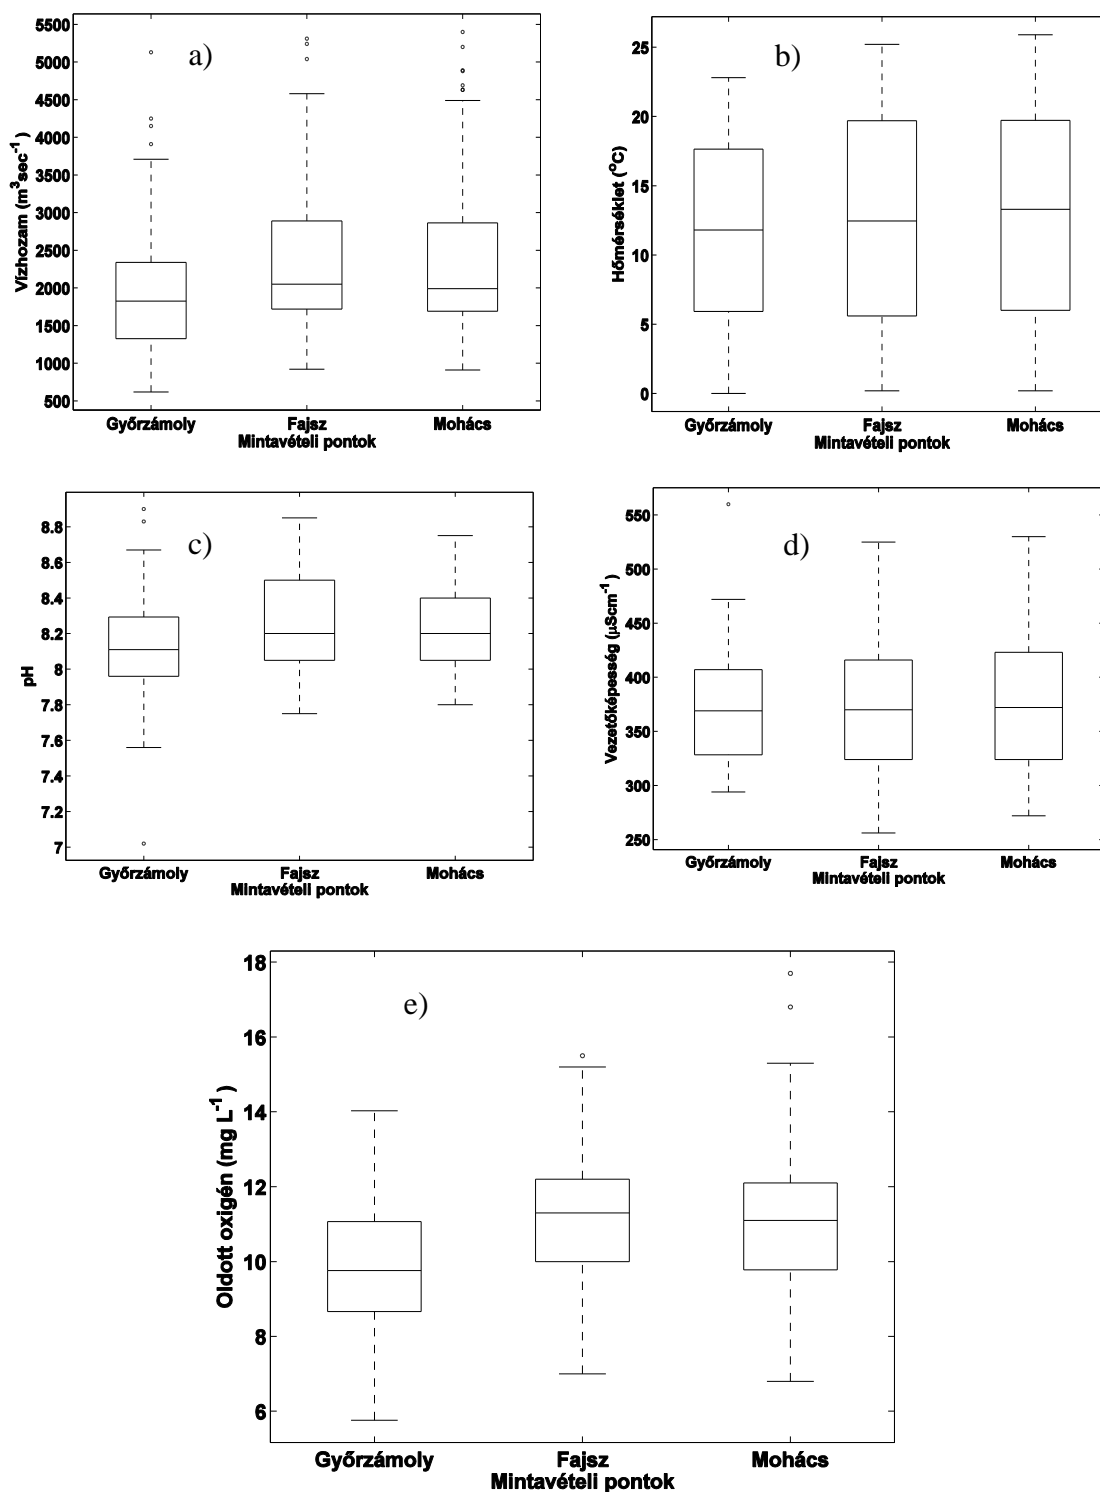 a)
5500
5000
4500
4000
3500
3000
2500
2000
1500
1000
500
Vízhozam (m³sec⁻¹)
Győrzámoly Fajsz Mohács
Mintavételi pontok
b)
25
20
15
10
5
0
Hőmérséklet (°C)
Győrzámoly Fajsz Mohács
Mintavételi pontok
c)
8.8
8.6
8.4
8.2
8
7.8
7.6
7.4
7.2
7
pH
Győrzámoly Fajsz Mohács
Mintavételi pontok
d)
550
500
450
400
350
300
250
Vezetőképesség (µScm⁻¹)
Győrzámoly Fajsz Mohács
Mintavételi pontok
e)
18
16
14
12
10
8
6
Oldott oxigén (mg L⁻¹)
Győrzámoly Fajsz Mohács
Mintavételi pontok